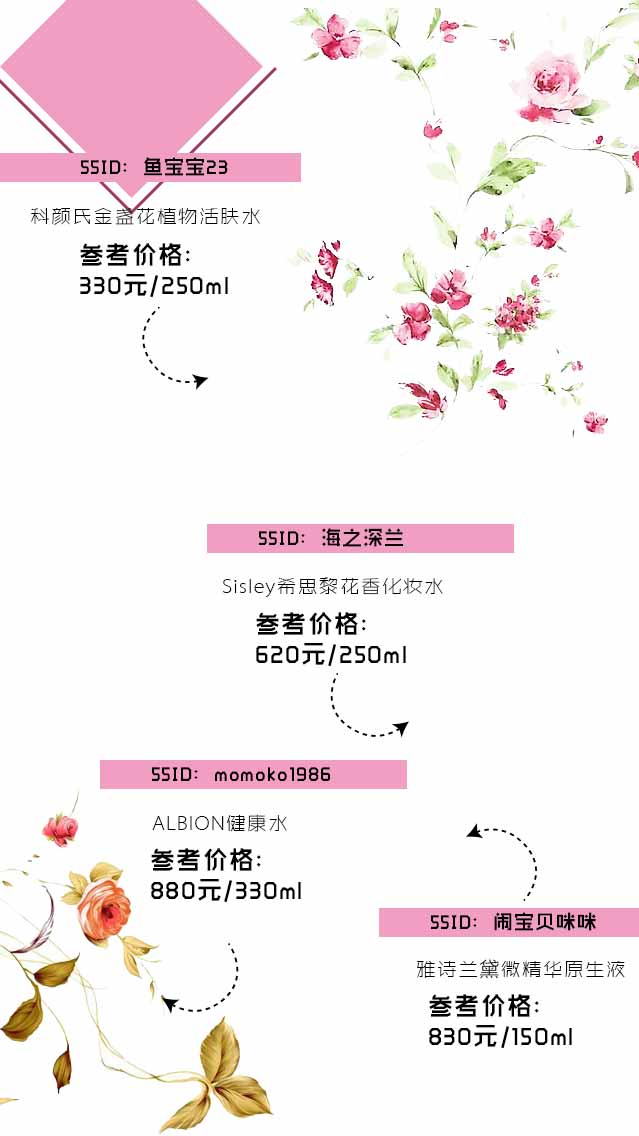 55ID: 鱼宝宝23
科颜氏金盏花植物活肤水
参考价格:
330元/250ml
55ID: 海之深兰
Sisley希思黎花香化妆水
参考价格:
620元/250ml
55ID: momoko1986
ALBION健康水
参考价格:
880元/330ml
55ID: 闹宝贝咪咪
雅诗兰黛微精华原生液
参考价格:
830元/150ml